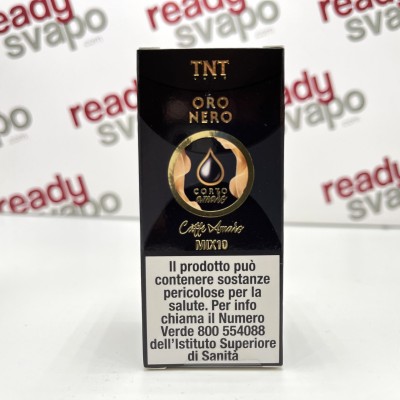 ready
svapo
.com
ready
svapo
ready
svapo
ready
svapo
TNT
VAPE
ORO
NERO
CORTO
amaro
Caffè Amaro
MIX10
Il prodotto può
contenere sostanze
pericolose per la
salute. Per info
chiama il Numero
Verde 800 554088
dell'Istituto Superiore
di Sanità